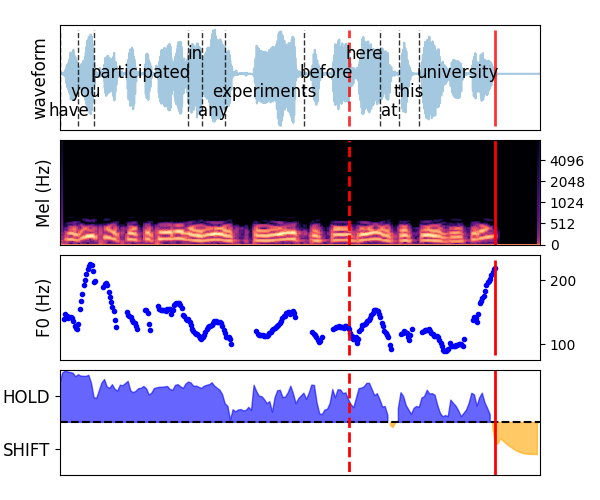 waveform
have you participated in any experiments before here at this university
Mel (Hz)
4096
2048
1024
512
0
F0 (Hz)
200
100
HOLD
SHIFT